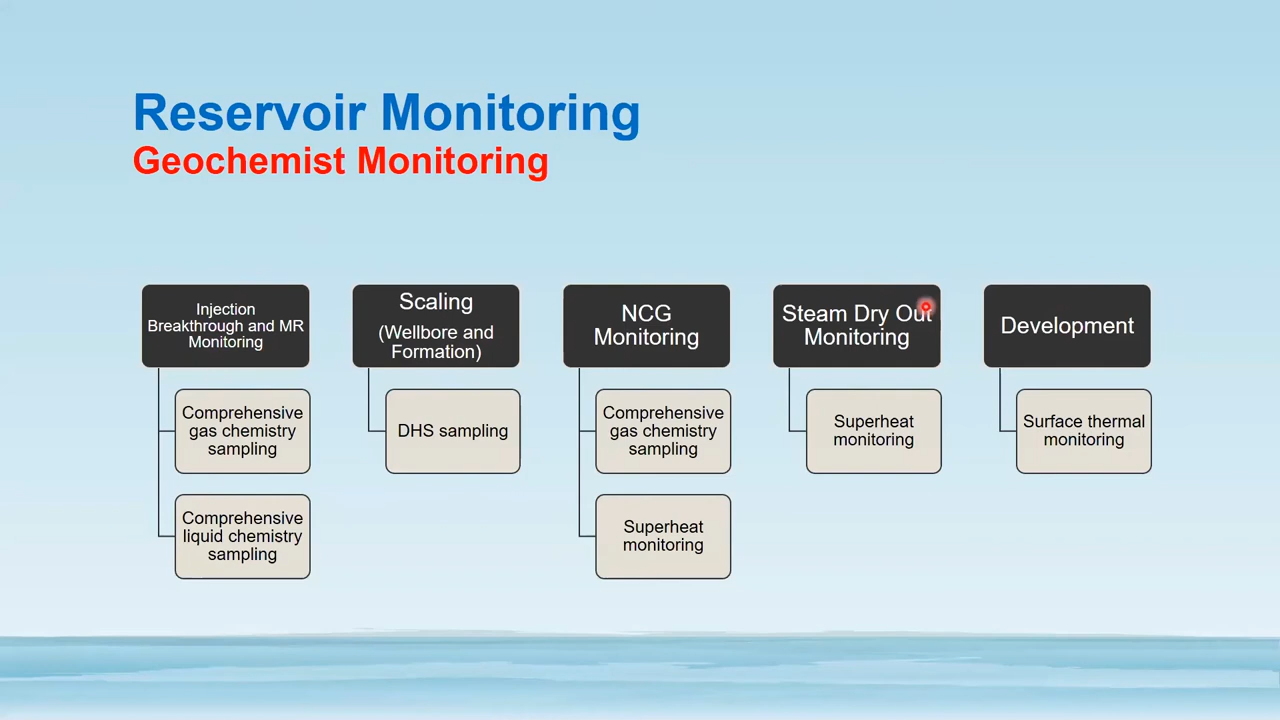 Reservoir Monitoring
Geochemist Monitoring
Injection
Breakthrough and MR
Monitoring
Comprehensive
gas chemistry
sampling
Comprehensive
liquid chemistry
sampling
Scaling
(Wellbore and
Formation)
DHS sampling
NCG
Monitoring
Comprehensive
gas chemistry
sampling
Superheat
monitoring
Steam Dry Out
Monitoring
Superheat
monitoring
Development
Surface thermal
monitoring